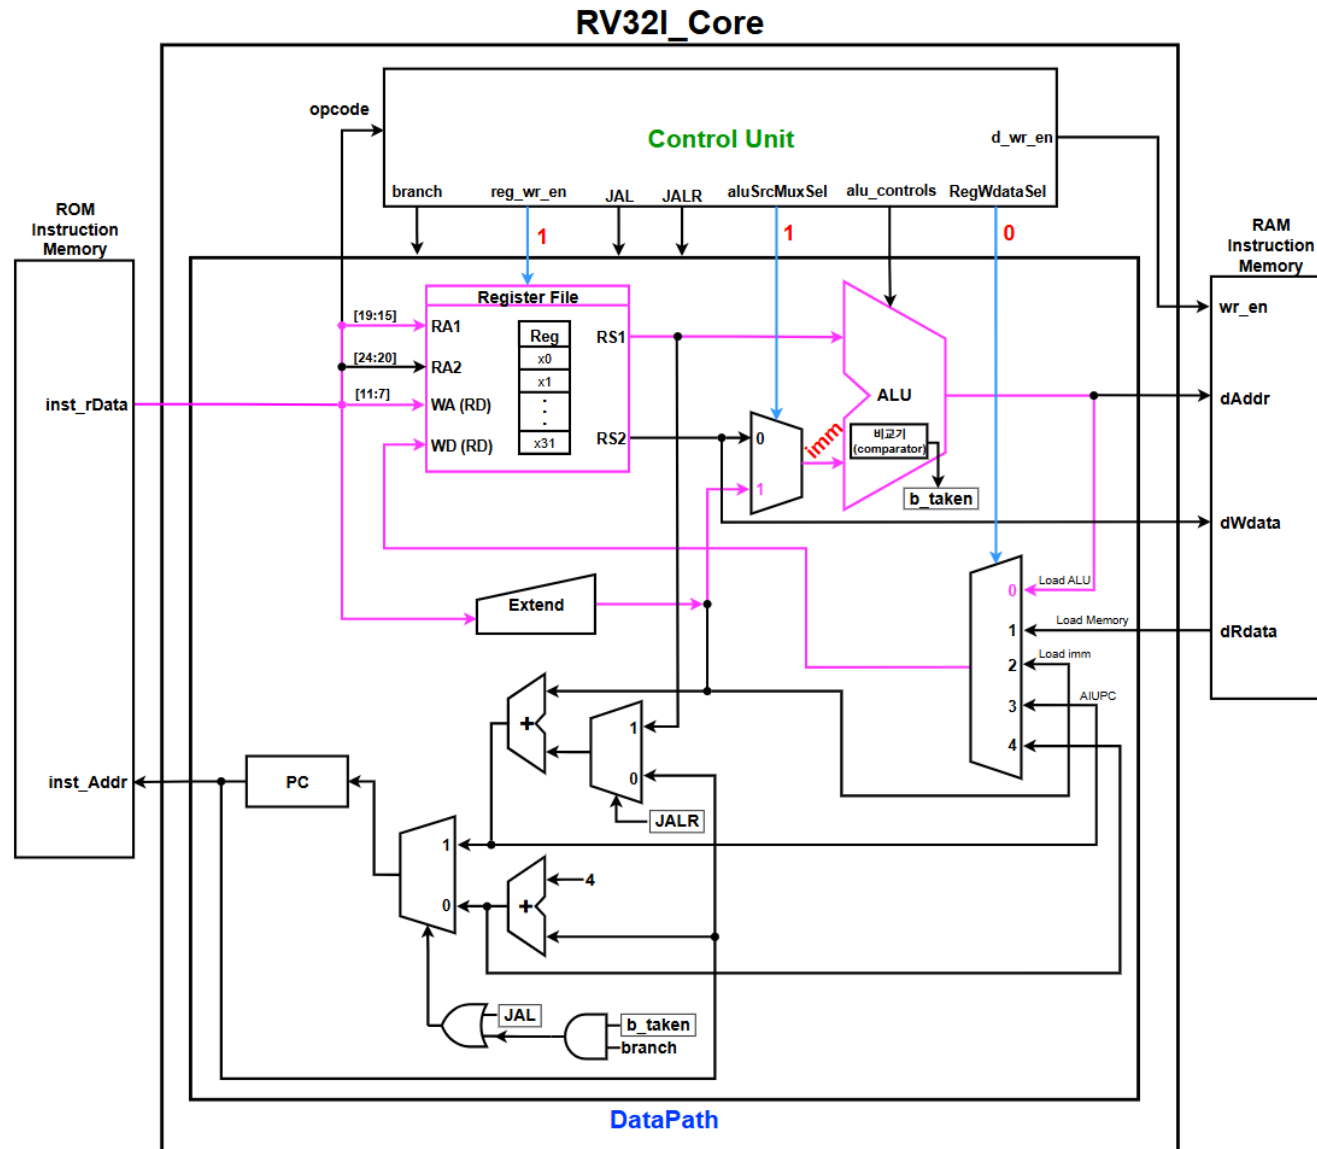 RV32I_Core
opcode
Control Unit
d_wr_en
branch
reg_wr_en
JAL
JALR
aluSrcMuxSel
alu_controls
RegWdataSel
1
1
0
ROM
Instruction
Memory
RAM
Instruction
Memory
Register File
[19:15]
RA1
[24:20]
RA2
[11:7]
WA (RD)
WD (RD)
Reg
x0
x1
x31
RS1
RS2
inst_rData
0
1
imm
ALU
비교기
(comparator)
b_taken
wr_en
dAddr
dWdata
dRdata
Extend
0
Load ALU
1
Load Memory
2
Load imm
3
AIUPC
4
+
1
0
JALR
inst_Addr
PC
1
0
4
+
JAL
b_taken
branch
DataPath